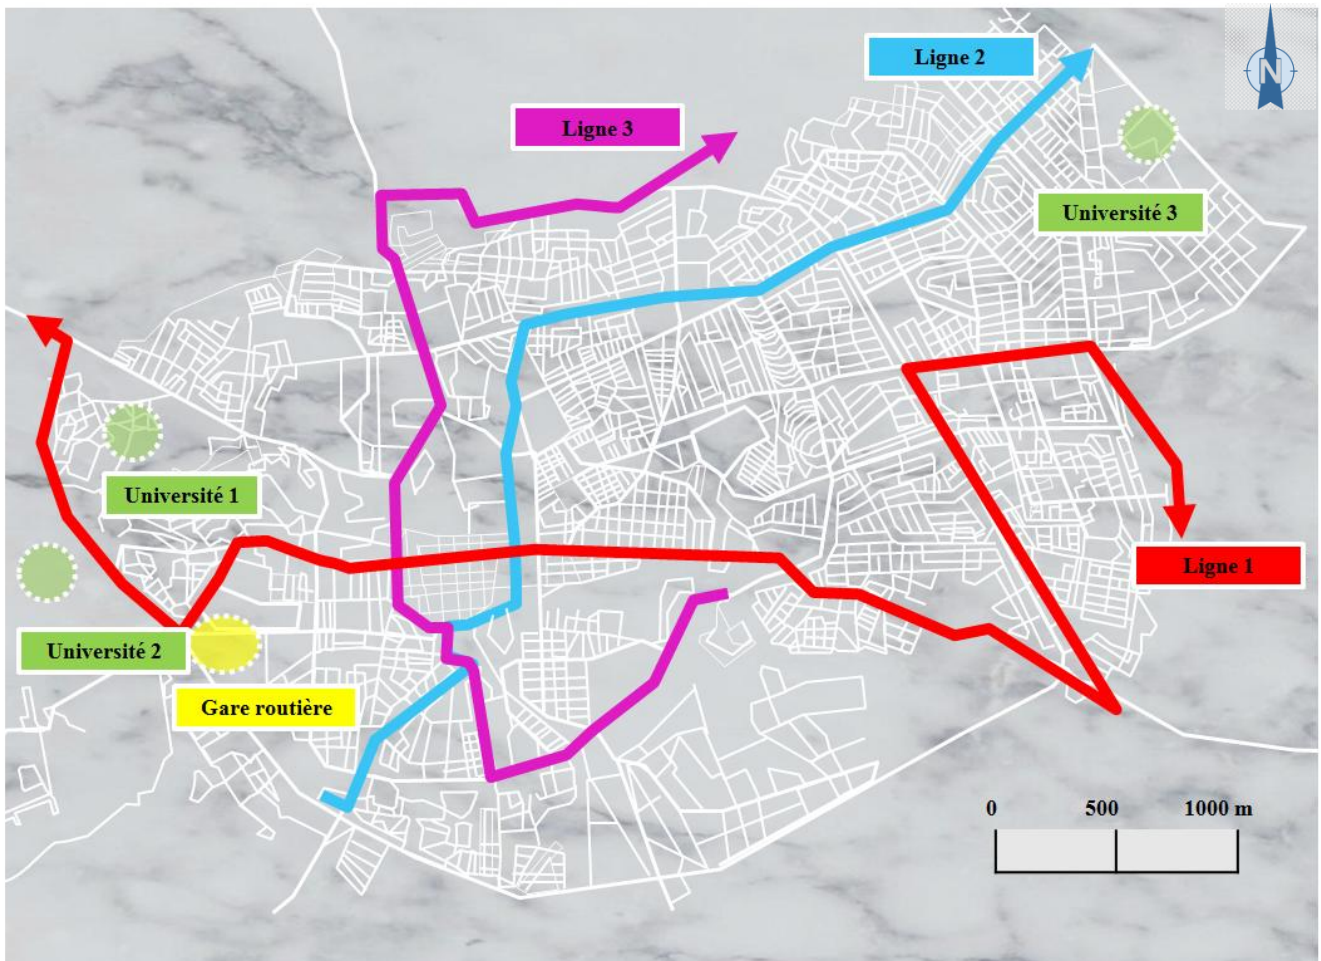 Ligne 2
N
Ligne 3
Université 3
Université 1
Ligne 1
Université 2
Gare routière
0 500 1000 m